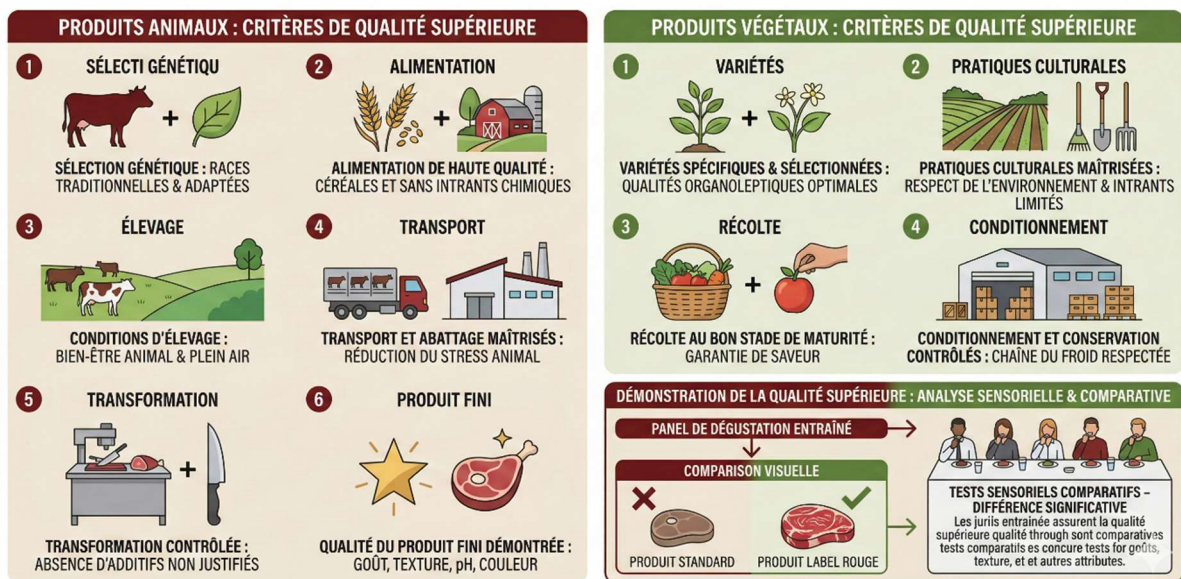 PRODUITS ANIMAUX : CRITÈRES DE QUALITÉ SUPÉRIEURE
1
SÉLECTI GÉNÉTIQU
SÉLECTION GÉNÉTIQUE : RACES
TRADITIONNELLES & ADAPTÉES
2
ALIMENTATION
ALIMENTATION DE HAUTE QUALITÉ :
CÉRÉALES ET SANS INTRANTS CHIMIQUES
3
ÉLEVAGE
CONDITIONS D'ÉLEVAGE :
BIEN-ÊTRE ANIMAL & PLEIN AIR
4
TRANSPORT
TRANSPORT ET ABATTAGE MAÎTRISÉS :
RÉDUCTION DU STRESS ANIMAL
5
TRANSFORMATION
TRANSFORMATION CONTRÔLÉE :
ABSENCE D'ADDITIFS NON JUSTIFIÉS
6
PRODUIT FINI
QUALITÉ DU PRODUIT FINI DÉMONTRÉE :
GOÛT, TEXTURE, pH, COULEUR
PRODUITS VÉGÉTAUX : CRITÈRES DE QUALITÉ SUPÉRIEURE
1
VARIÉTÉS
VARIÉTÉS SPÉCIFIQUES & SÉLECTIONNÉES :
QUALITÉS ORGANOLEPTIQUES OPTIMALES
2
PRATIQUES CULTURALES
PRATIQUES CULTURALES MAÎTRISÉES :
RESPECT DE L'ENVIRONMENT & INTRANTS
LIMITÉS
3
RÉCOLTE
RÉCOLTE AU BON STADE DE MATURITÉ :
GARANTIE DE SAVEUR
4
CONDITIONNEMENT
CONDITIONNEMENT ET CONSERVATION
CONTRÔLÉS : CHAÎNE DU FROID RESPECTÉE
DÉMONSTRATION DE LA QUALITÉ SUPÉRIEURE : ANALYSE SENSORIELLE & COMPARATIVE
PANEL DE DÉGUSTATION ENTRAÎNÉ
COMPARISON VISUELLE
PRODUIT STANDARD
PRODUIT LABEL ROUGE
TESTS SENSORIELS COMPARATIFS –
DIFFÉRENCE SIGNIFICATIVE
Les jurils entrainée assurent la qualité
supérieure qualité through sont comparatives
tests comparatifs es concure tests for goûts,
texture, et et autres attributes.